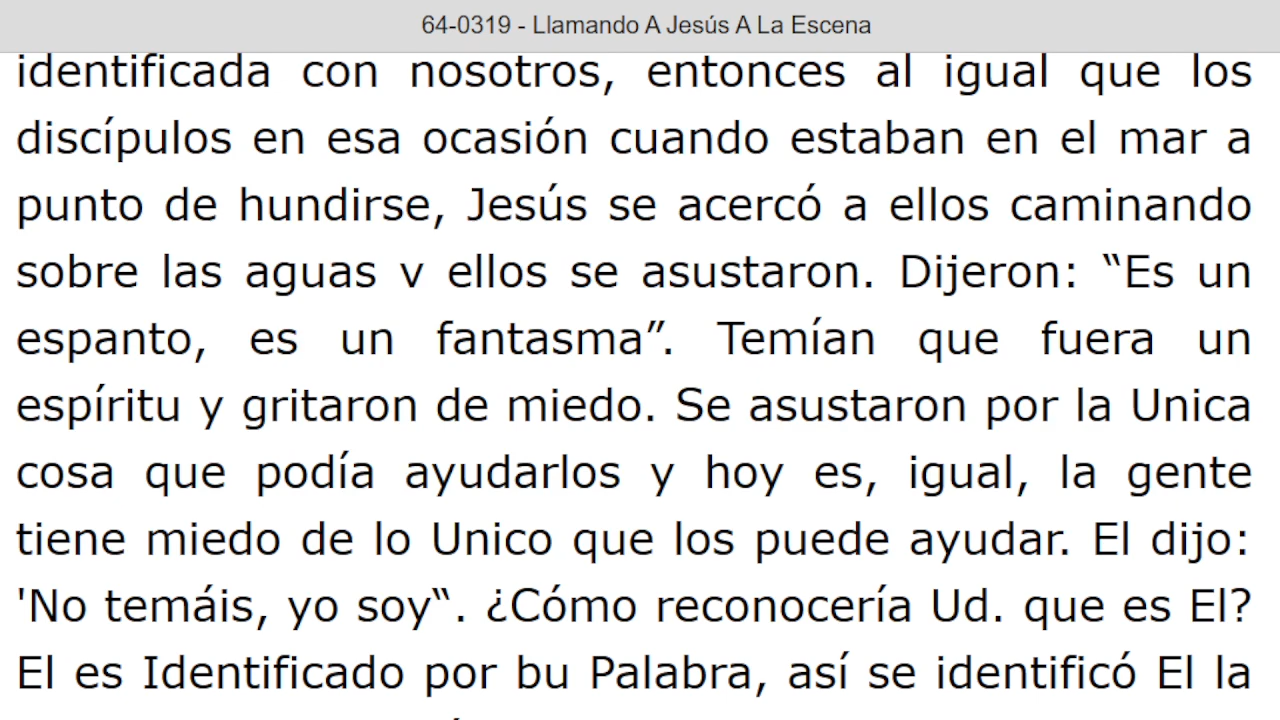 64-0319 - Llamando A Jesús A La Escena
identificada con nosotros, entonces al igual que los
discípulos en esa ocasión cuando estaban en el mar a
punto de hundirse, Jesús se acercó a ellos caminando
sobre las aguas v ellos se asustaron. Dijeron: “Es un
espanto, es un fantasma”. Temían que fuera un
espíritu y gritaron de miedo. Se asustaron por la Unica
cosa que podía ayudarlos y hoy es, igual, la gente
tiene miedo de lo Unico que los puede ayudar. El dijo:
'No temáis, yo soy“. ¿Cómo reconocería Ud. que es El?
El es Identificado por bu Palabra, así se identificó El la